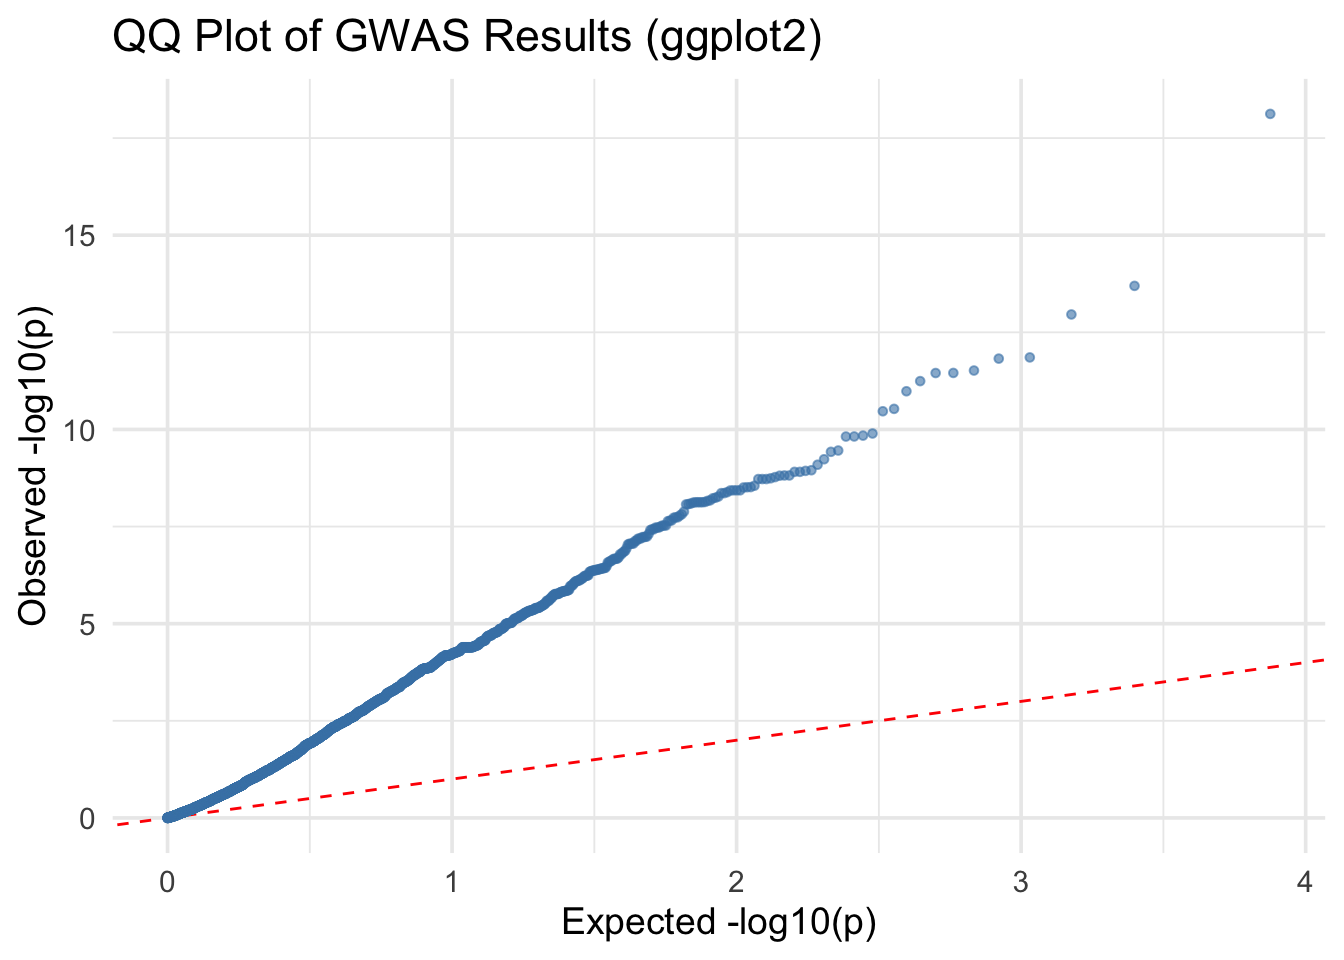 QQ Plot of GWAS Results (ggplot2)
15
10
5
0
Observed -log10(p)
0 1 2 3 4
Expected -log10(p)